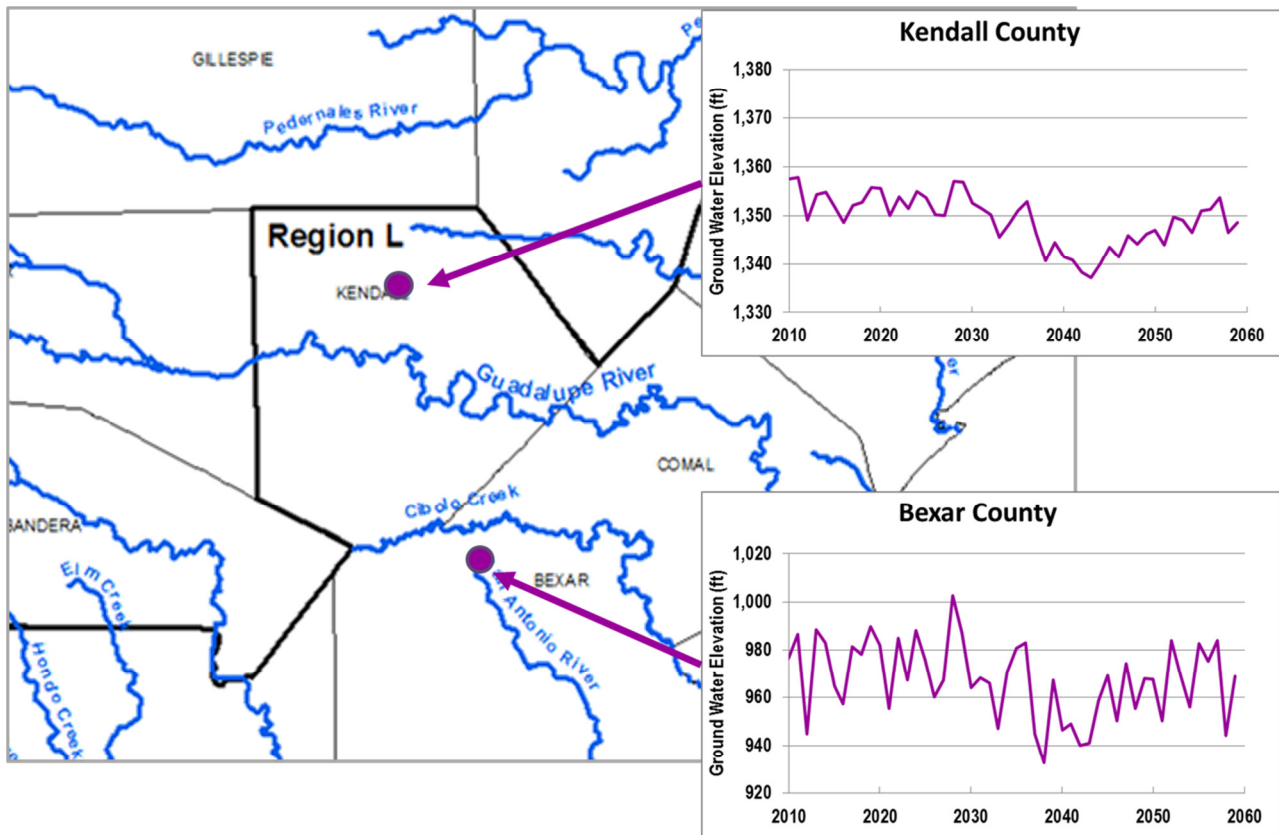 GILLESPIE
Pedernales River
Region L
KENDALL
Guadalupe River
COMAL
Cibolo Creek
BANDERA
Elm Creek
BEXAR
Antonio River
Hondo Creek
Kendall County
Ground Water Elevation (ft)
1,380
1,370
1,360
1,350
1,340
1,330
2010
2020
2030
2040
2050
2060
Bexar County
Ground Water Elevation (ft)
1,020
1,000
980
960
940
920
2010
2020
2030
2040
2050
2060